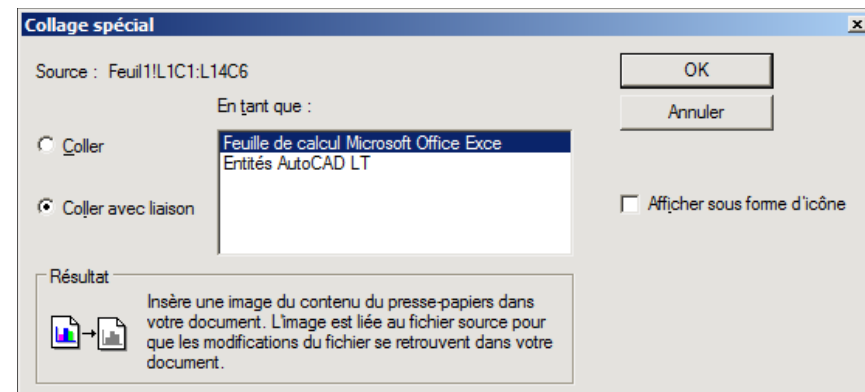 Collage spécial
Source : Feuil1!L1C1:L14C6
OK
En tant que :
Annuler
Coller
Feuille de calcul Microsoft Office Exce
Entités AutoCAD LT
Coller avec liaison
Afficher sous forme d'icône
Résultat
Insère une image du contenu du presse-papiers dans
votre document. L'image est liée au fichier source pour
que les modifications du fichier se retrouvent dans votre
document.